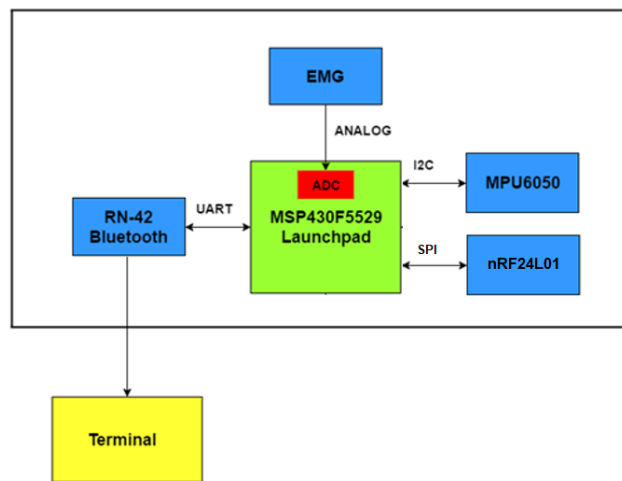 EMG
ANALOG
ADC
MSP430F5529
Launchpad
I2C
MPU6050
UART
RN-42
Bluetooth
SPI
nRF24L01
Terminal